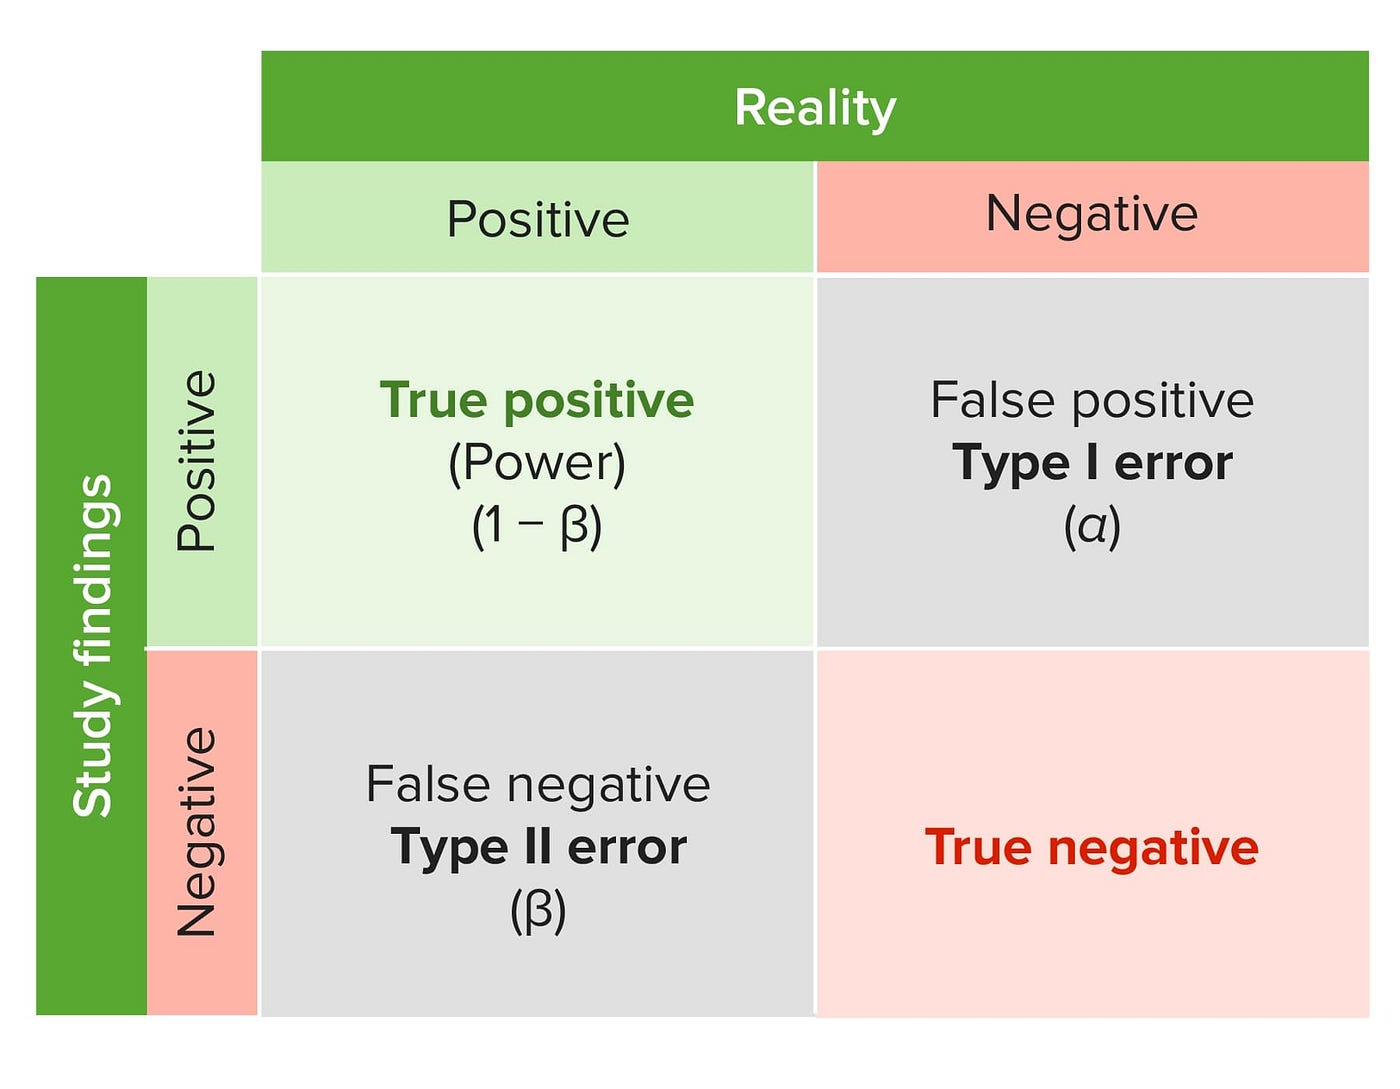 Reality
Positive
Negative
Study findings
Positive
True positive
(Power)
(1 − β)
False positive
Type I error
(α)
Negative
False negative
Type II error
(β)
True negative